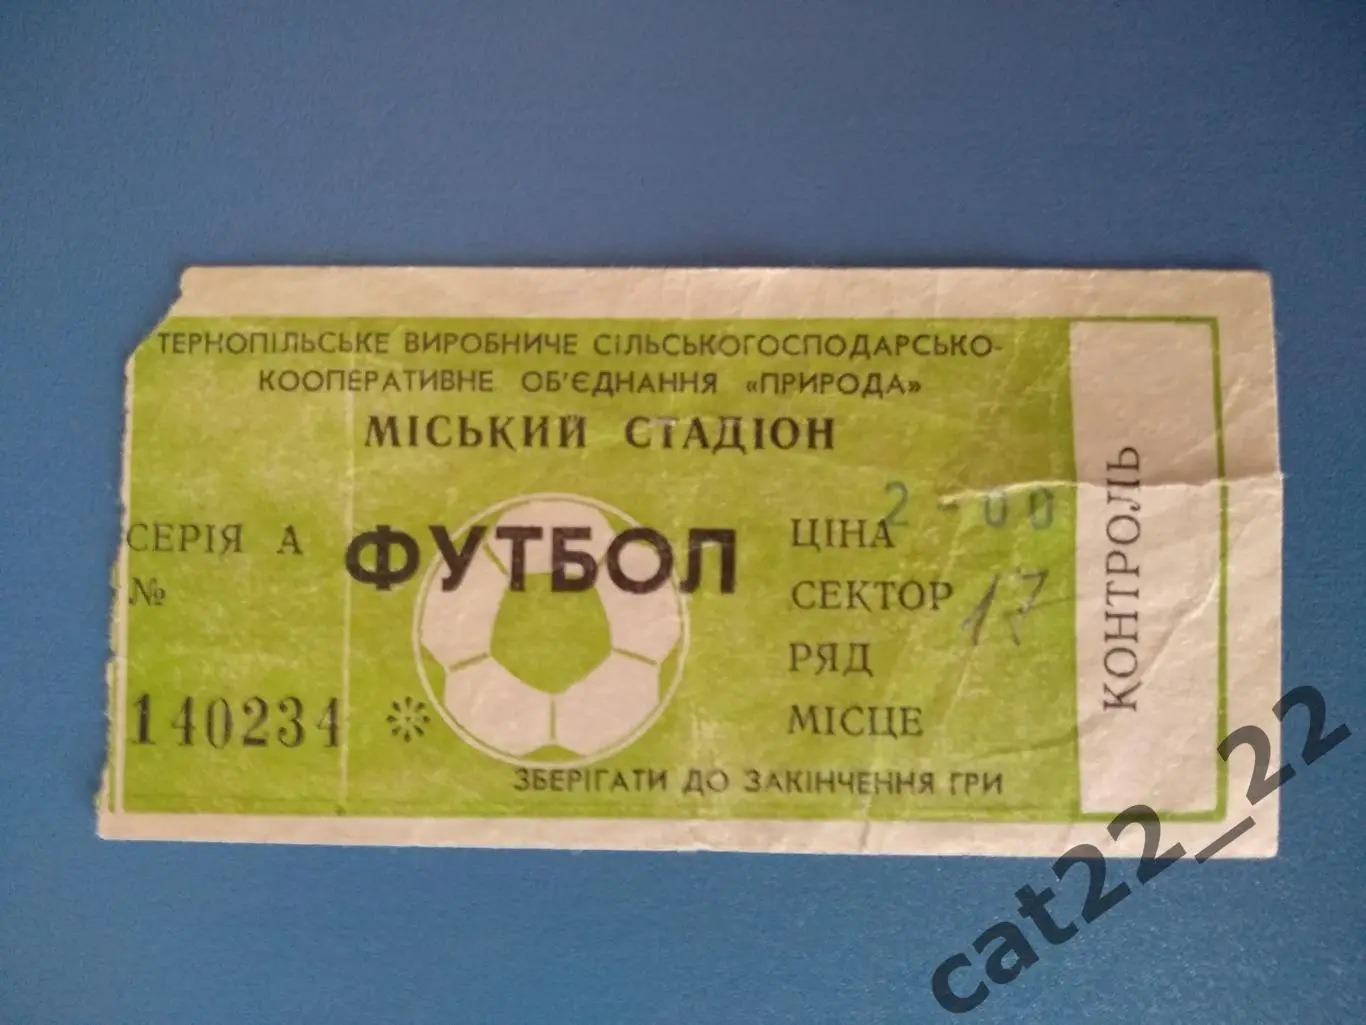 ТЕРНОПІЛЬСЬКЕ ВИРОБНИЧЕ СІЛЬСЬКОГОСПОДАРСЬКО-
КООПЕРАТИВНЕ ОБ'ЄДНАННЯ «ПРИРОДА»
МІСЬКИЙ СТАДІОН
СЕРІЯ А
№
140234
ФУТБОЛ
ЦІНА 2-00
СЕКТОР 17
РЯД
МІСЦЕ
ЗБЕРІГАТИ ДО ЗАКІНЧЕННЯ ГРИ
КОНТРОЛЬ
cat22_22